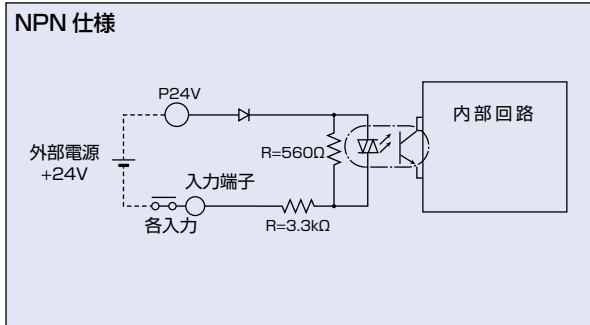 NPN 仕様
P24V
内部回路
外部電源
+24V
R=560Ω
入力端子
各入力
R=3.3kΩ